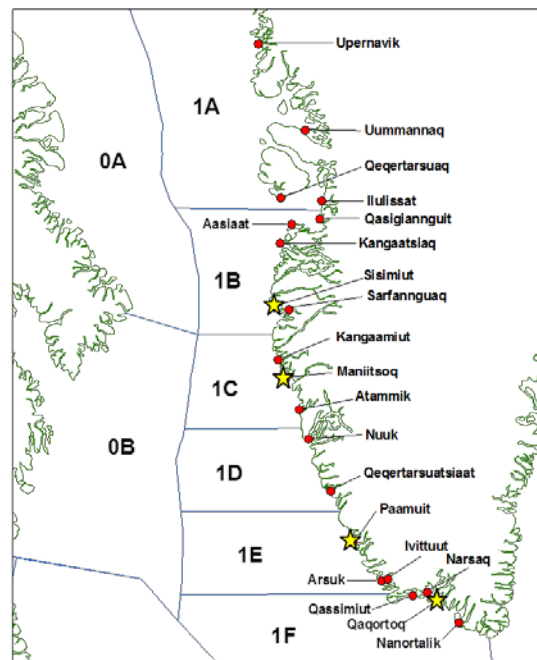 Upernavik
1A
Uummannaq
0A
Qeqertarsuaq
Ilulissat
Qasigiannguit
Aasiaat
Kangaatsiaq
1B
Sisimiut
Sarfannguaq
Kangaamiut
Maniitsoq
1C
Atammik
Nuuk
0B
1D
Qeqertarsuatsiaat
Paamuit
1E
Ivittuut
Narsaq
Arsuk
Qassimiut
Qaqortoq
1F
Nanortalik